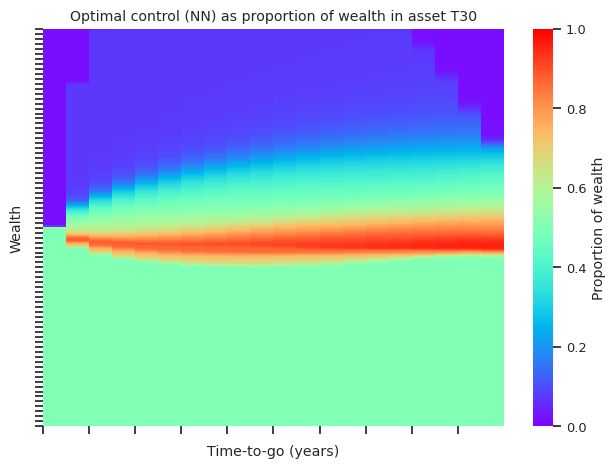 Optimal control (NN) as proportion of wealth in asset T30
Wealth
Time-to-go (years)
1.0
0.8
0.6
0.4
0.2
0.0
Proportion of wealth